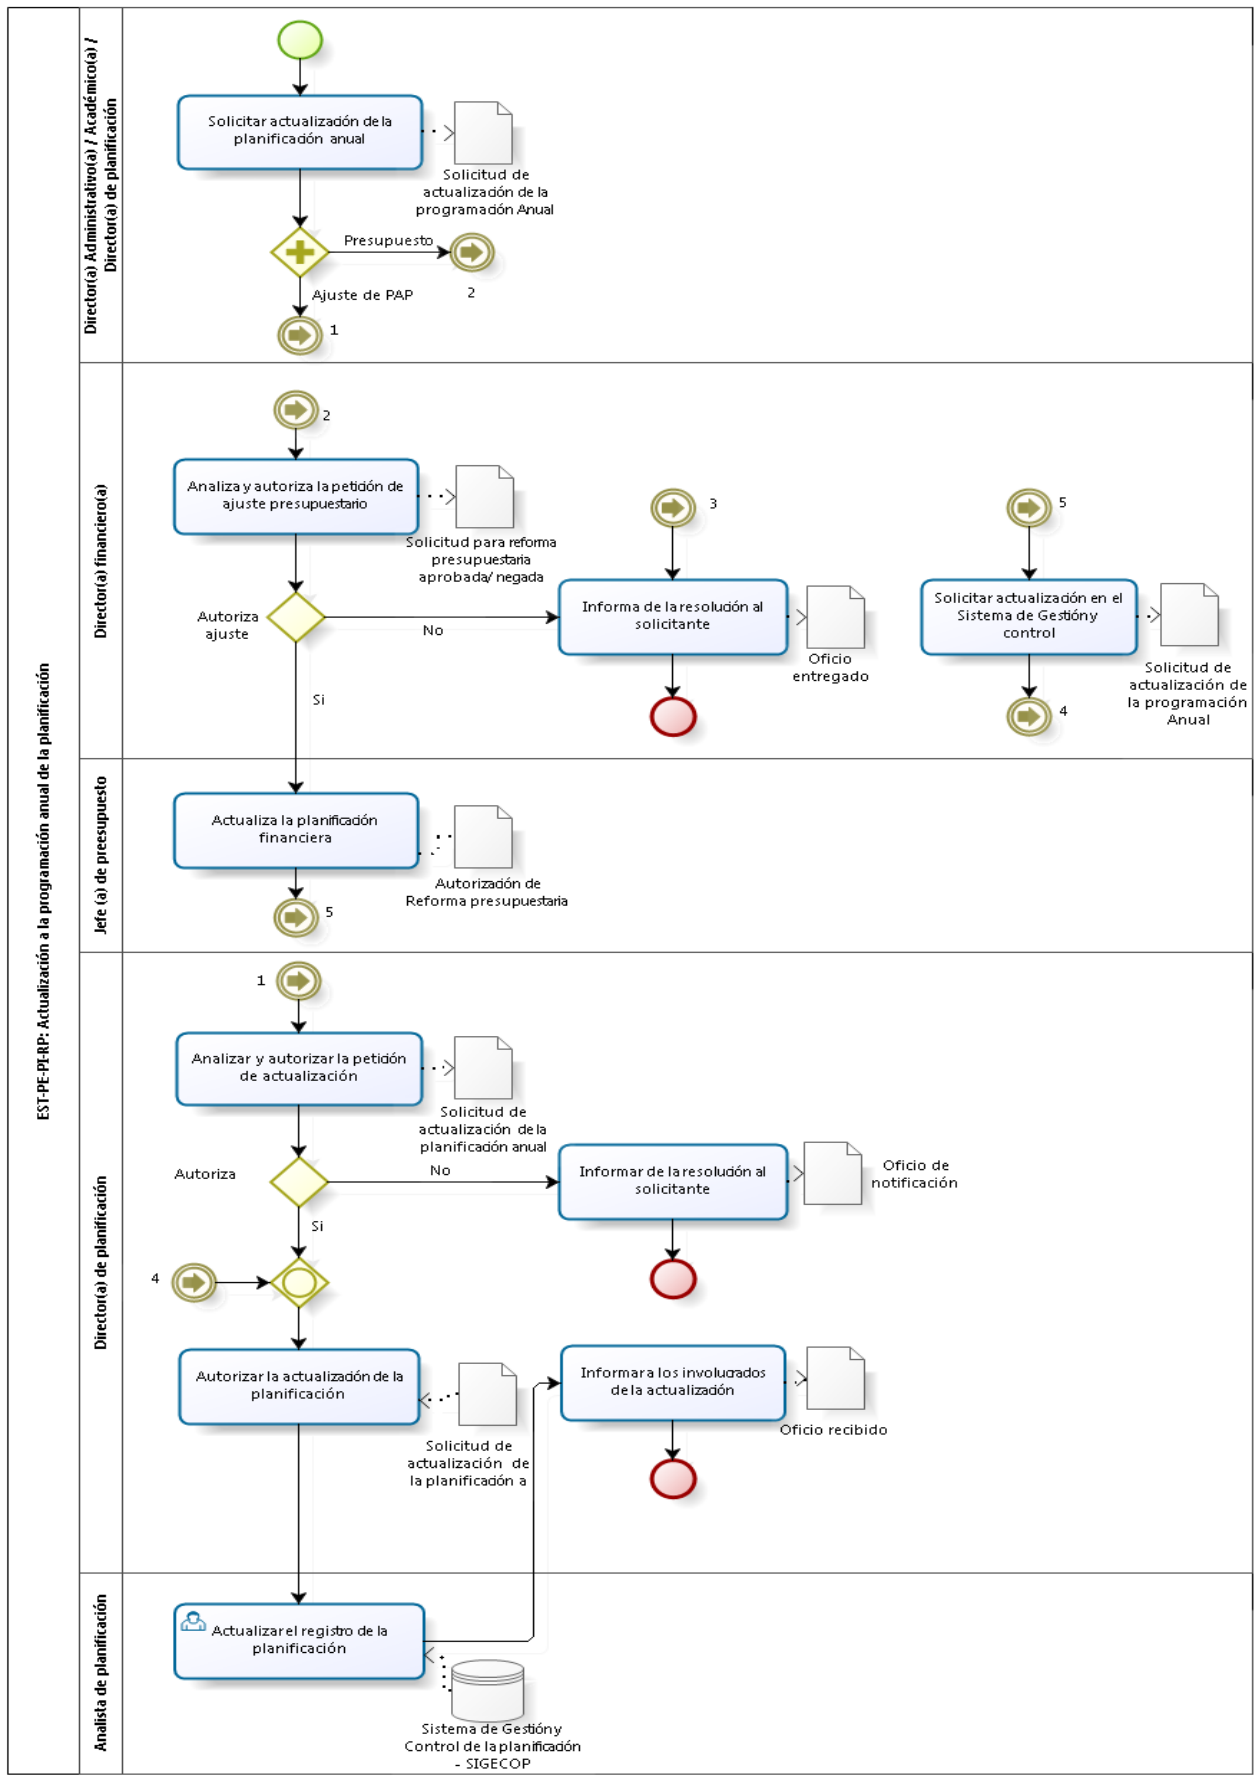 EST-PE-PI-RP: Actualización a la programación anual de la planificación
Director(a) Administrativo(a) / Académico(a) /
Director(a) de planificación
Solicitar actualización de la
planificación anual
Solicitud de
actualización de la
programación Anual
Presupuesto
2
Ajuste de PAP
1
Director(a) financiero(a)
2
Analiza y autoriza la petición de
ajuste presupuestario
Solicitud para reforma
presupuestaria
aprobada/ negada
Autoriza
ajuste
No
Si
3
Informa de la resolución al
solicitante
Oficio
entregado
5
Solicitar actualización en el
Sistema de Gestión y
control
Solicitud de
actualización de
la programación
Anual
4
Jefe (a) de preesupuesto
Actualiza la planificación
financiera
Autorización de
Reforma presupuestaria
5
Director(a) de planificación
1
Analizar y autorizar la petición
de actualización
Solicitud de
actualización de la
planificación anual
Autoriza
No
Si
Informar de la resolución al
solicitante
Oficio de
notificación
4
Autorizar la actualización de la
planificación
Solicitud de
actualización de
la planificación a
Informar a los involucrados
de la actualización
Oficio recibido
Analista de planificación
Actualizar el registro de la
planificación
Sistema de Gestión y
Control de la planificación
- SIGECOP